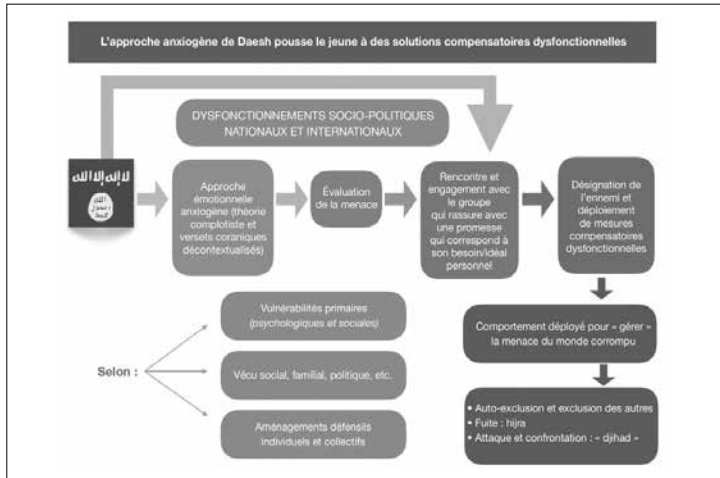 L'approche anxiogène de Daesh pousse le jeune à des solutions compensatoires dysfonctionnelles
DYSFONCTIONNEMENTS SOCIO-POLITIQUES
NATIONAUX ET INTERNATIONAUX
لا إله إلا الله
الله
رسول
محمد
Approche
émotionnelle
anxiogène (théorie
complotiste et
versets coraniques
décontextualisés)
Évaluation
de la menace
Rencontre et
engagement avec
le groupe
qui rassure avec
une promesse
qui correspond à
son besoin/idéal
personnel
Désignation de
l'ennemi et
déploiement
de mesures
compensatoires
dysfonctionnelles
Selon :
Vulnérabilités primaires
(psychologiques et sociales)
Vécu social, familial, politique, etc.
Aménagements défensifs
individuels et collectifs
Comportement déployé pour « gérer »
la menace du monde corrompu
• Auto-exclusion et exclusion des autres
• Fuite : hijra
• Attaque et confrontation : « djihad »